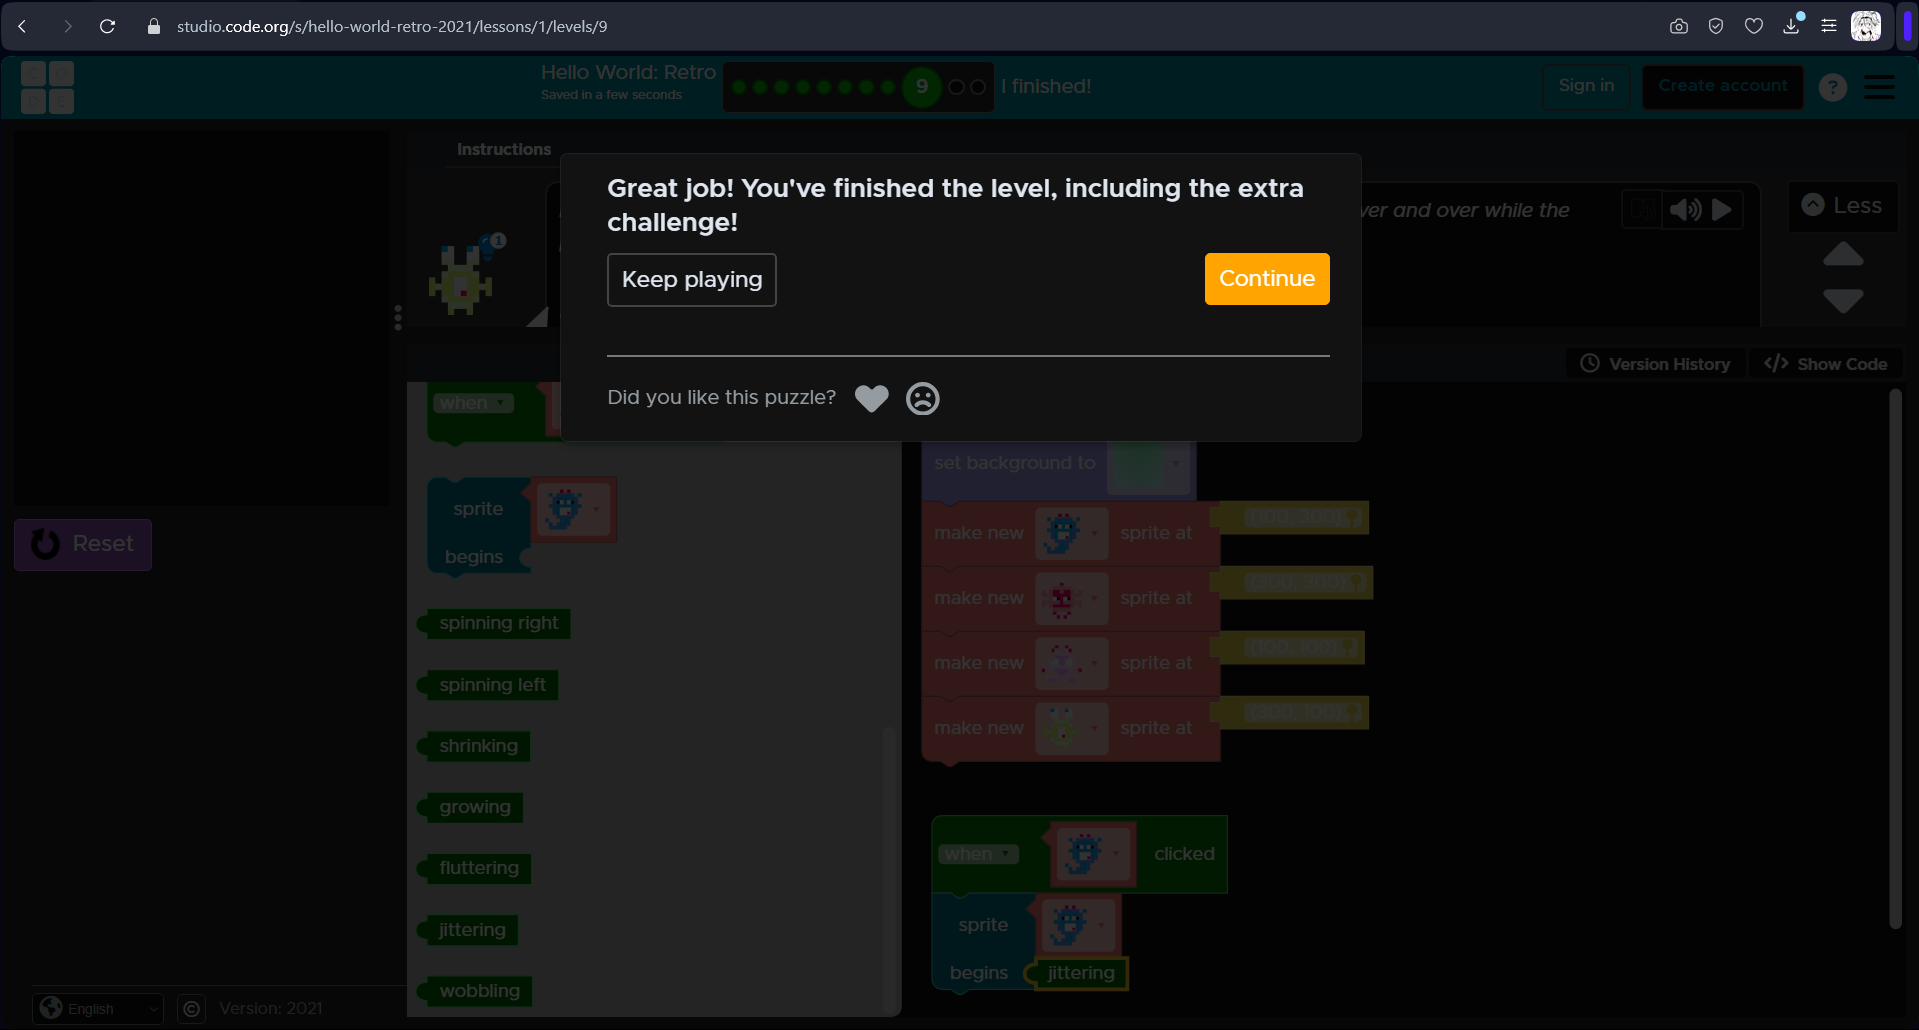 studio.code.org/s/hello-world-retro-2021/lessons/1/levels/9
C O
D E
Hello World: Retro
Saved in a few seconds
9
I finished!
Sign in
Create account
?
Instructions
Great job! You've finished the level, including the extra
challenge!
Keep playing
Continue
Did you like this puzzle?
ver and over while the
Less
1
Version History
Show Code
Reset
when
sprite
begins
spinning right
spinning left
shrinking
growing
fluttering
jittering
wobbling
set background to
make new sprite at (100, 300)
make new sprite at (300, 300)
make new sprite at (100, 100)
make new sprite at (300, 100)
when clicked
sprite
begins jittering
English
©
Version: 2021